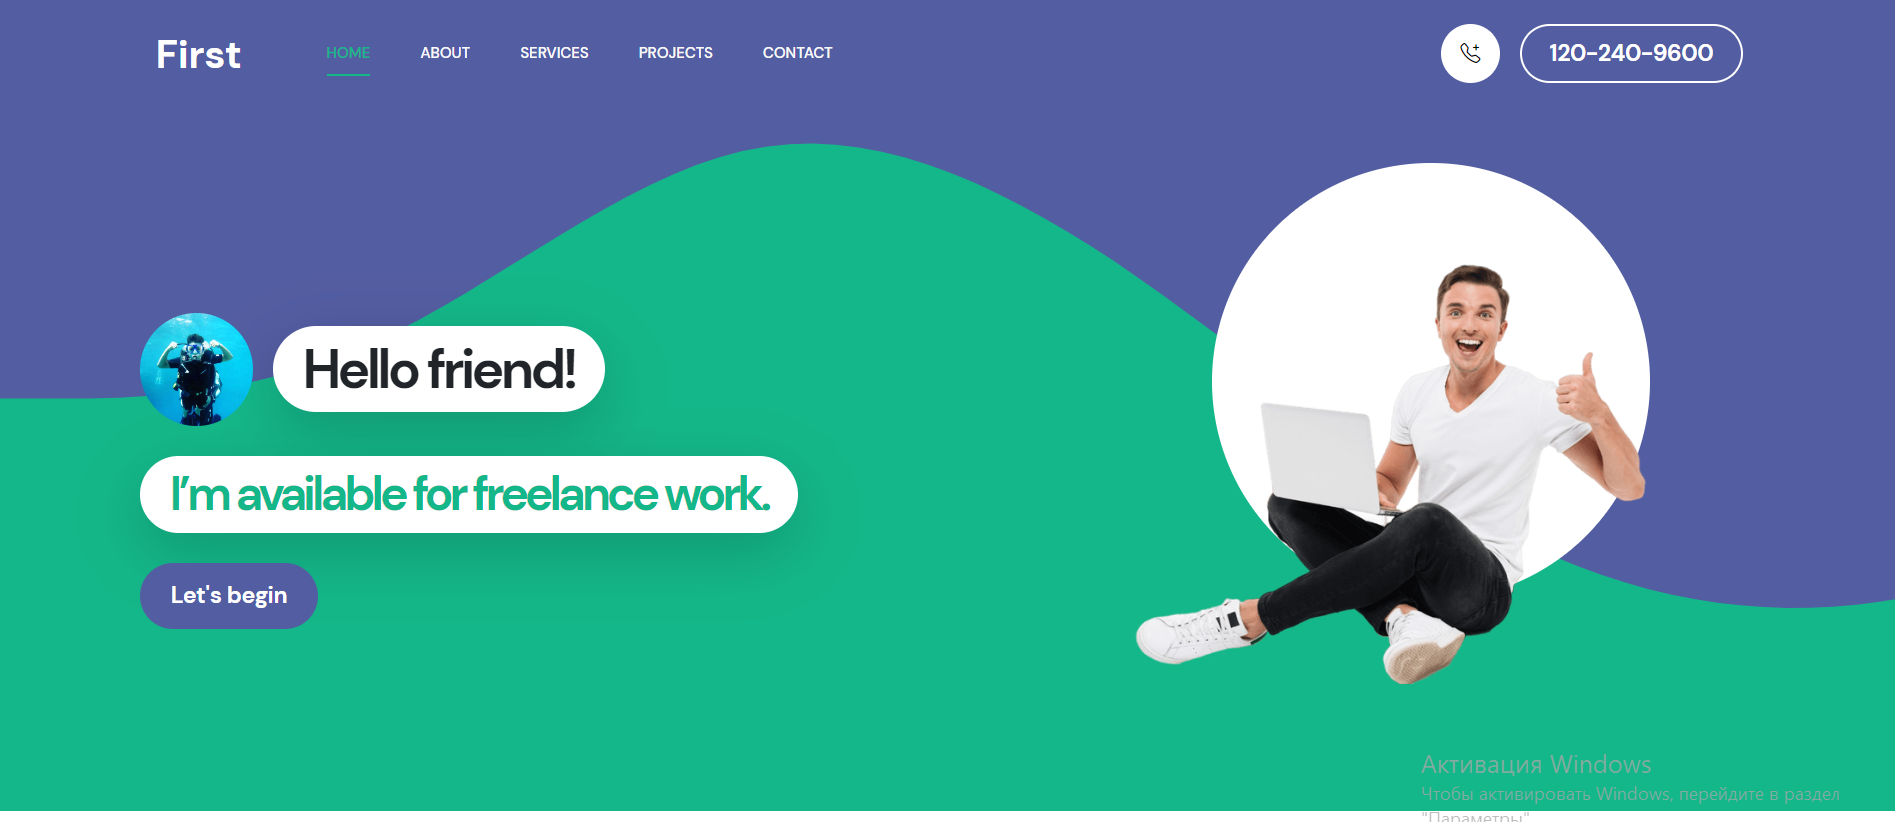 First
HOME ABOUT SERVICES PROJECTS CONTACT
120-240-9600
Hello friend!
I'm available for freelance work.
Let's begin
Активация Windows
Чтобы активировать Windows, перейдите в раздел
"Параметры"